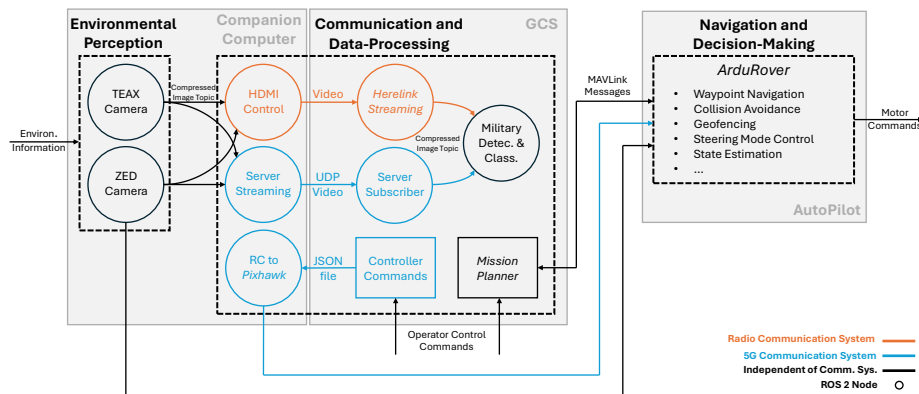 Environmental
Perception
Companion
Computer
Communication and
Data-Processing
GCS
Navigation and
Decision-Making
TEAX
Camera
Compressed
Image Topic
HDMI
Control
Video
Herelink
Streaming
Compressed
Image Topic
Military
Detec. &
Class.
MAVLink
Messages
ArduRover
• Waypoint Navigation
• Collision Avoidance
• Geofencing
• Steering Mode Control
• State Estimation
• ...
Motor
Commands
Environ.
Information
ZED
Camera
Server
Streaming
UDP
Video
Server
Subscriber
AutoPilot
RC to
Pixhawk
JSON
file
Controller
Commands
Mission
Planner
Operator Control
Commands
Radio Communication System
5G Communication System
Independent of Comm. Sys.
ROS 2 Node